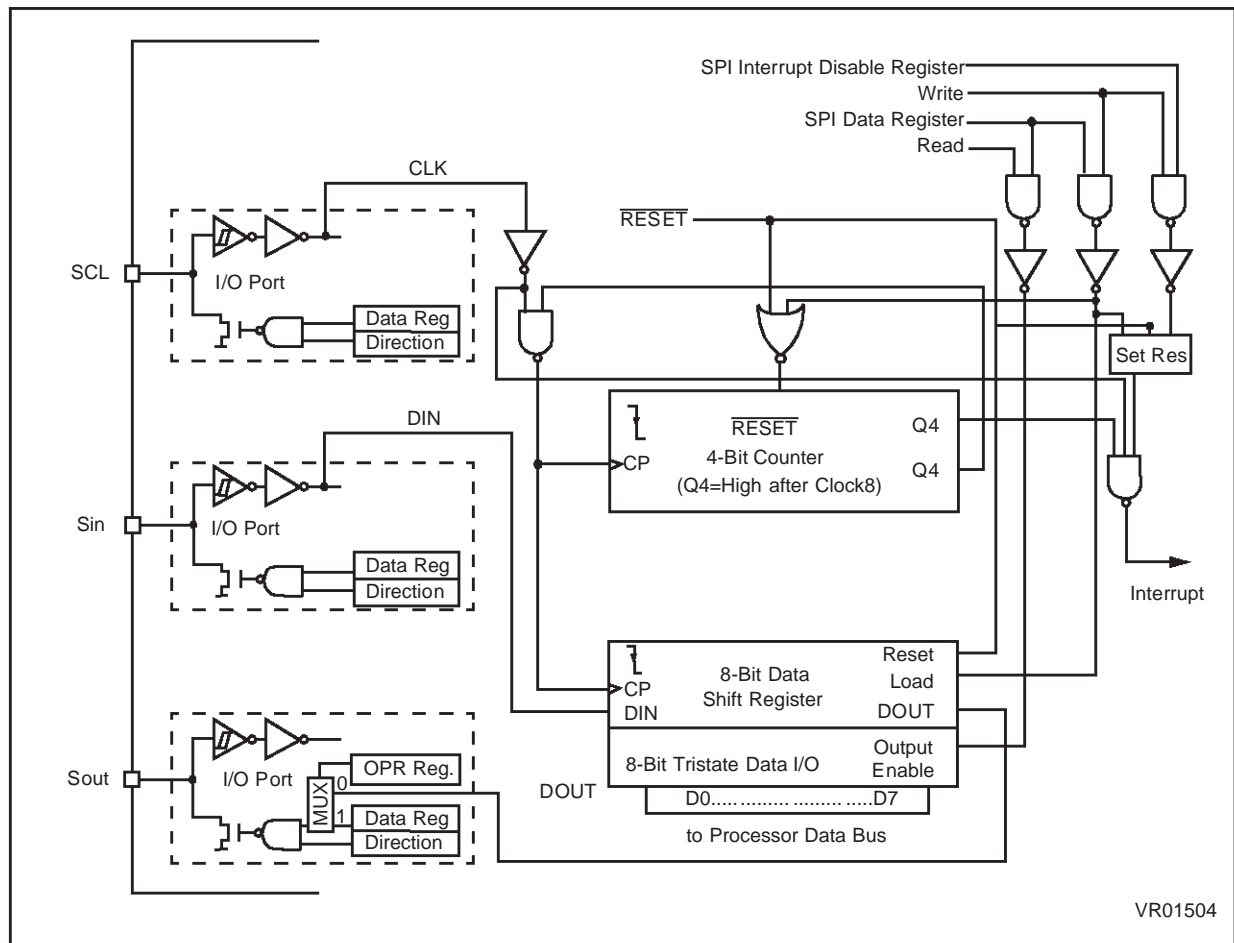 SPI Interrupt Disable Register
Write
SPI Data Register
Read
CLK
RESET
SCL
I/O Port
Data Reg
Direction
Set Res
DIN
RESET
Q4
4-Bit Counter
CP
(Q4=High after Clock8)
Q4
Sin
I/O Port
Data Reg
Direction
Interrupt
Reset
8-Bit Data
Load
CP
Shift Register
DIN
DOUT
Output
Enable
8-Bit Tristate Data I/O
Sout
I/O Port
OPR Reg.
MUX
0
1
Data Reg
Direction
DOUT
D0..... ......... ......... .....D7
to Processor Data Bus
VR01504